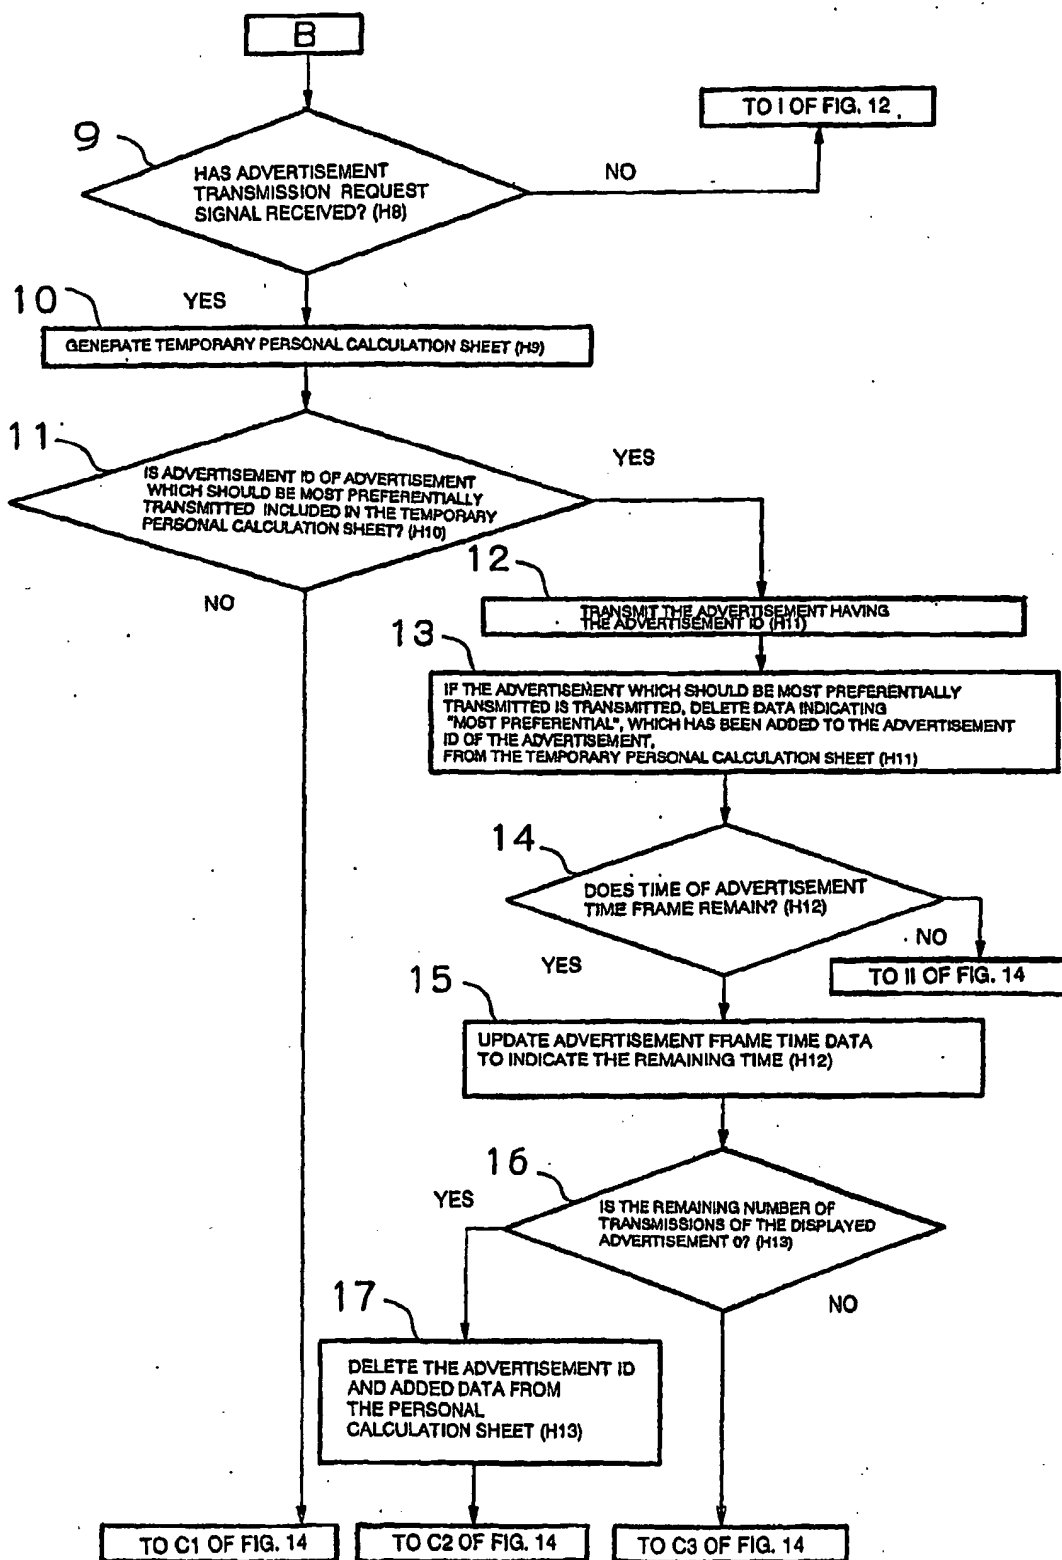 B
TO I OF FIG. 12
9
HAS ADVERTISEMENT
TRANSMISSION REQUEST
SIGNAL RECEIVED? (H8)
NO
YES
10
GENERATE TEMPORARY PERSONAL CALCULATION SHEET (H9)
11
IS ADVERTISEMENT ID OF ADVERTISEMENT
WHICH SHOULD BE MOST PREFERENTIALLY
TRANSMITTED INCLUDED IN THE TEMPORARY
PERSONAL CALCULATION SHEET? (H10)
YES
NO
12
TRANSMIT THE ADVERTISEMENT HAVING
THE ADVERTISEMENT ID (H11)
13
IF THE ADVERTISEMENT WHICH SHOULD BE MOST PREFERENTIALLY
TRANSMITTED IS TRANSMITTED, DELETE DATA INDICATING
"MOST PREFERENTIAL", WHICH HAS BEEN ADDED TO THE ADVERTISEMENT
ID OF THE ADVERTISEMENT,
FROM THE TEMPORARY PERSONAL CALCULATION SHEET (H11)
14
DOES TIME OF ADVERTISEMENT
TIME FRAME REMAIN? (H12)
NO
YES
TO II OF FIG. 14
15
UPDATE ADVERTISEMENT FRAME TIME DATA
TO INDICATE THE REMAINING TIME (H12)
16
YES
IS THE REMAINING NUMBER OF
TRANSMISSIONS OF THE DISPLAYED
ADVERTISEMENT 0? (H13)
NO
17
DELETE THE ADVERTISEMENT ID
AND ADDED DATA FROM
THE PERSONAL
CALCULATION SHEET (H13)
TO C1 OF FIG. 14
TO C2 OF FIG. 14
TO C3 OF FIG. 14